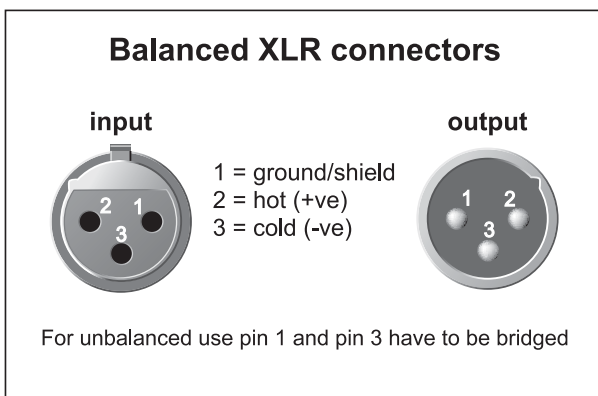 Balanced XLR connectors
input
output
2 1
3
1 = ground/shield
2 = hot (+ve)
3 = cold (-ve)
1 2
3
For unbalanced use pin 1 and pin 3 have to be bridged